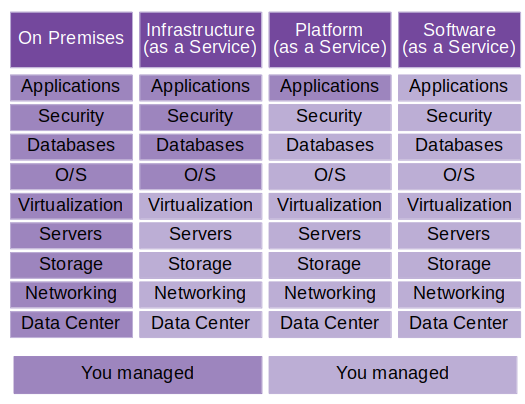 On Premises
Infrastructure
(as a Service)
Platform
(as a Service)
Software
(as a Service)
Applications Applications Applications Applications
Security Security Security Security
Databases Databases Databases Databases
O/S O/S O/S O/S
Virtualization Virtualization Virtualization Virtualization
Servers Servers Servers Servers
Storage Storage Storage Storage
Networking Networking Networking Networking
Data Center Data Center Data Center Data Center
You managed You managed